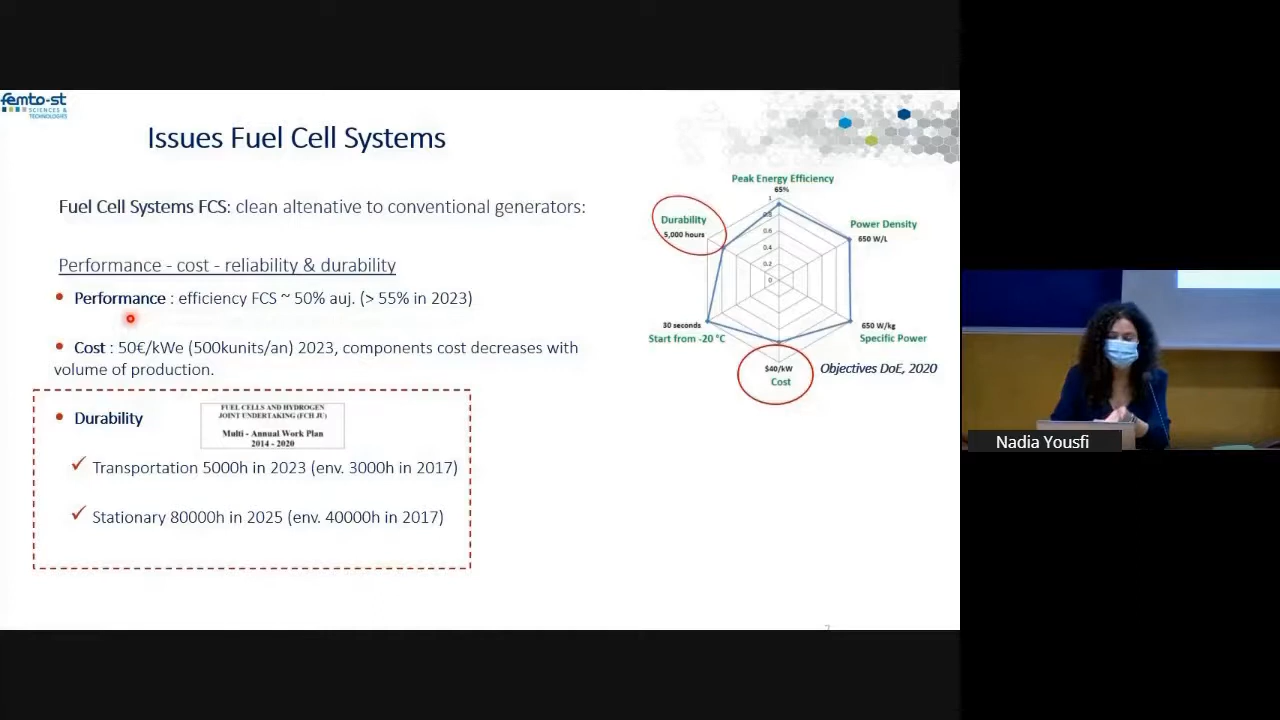 femto-st
SCIENCES &
TECHNOLOGIES
Issues Fuel Cell Systems
Fuel Cell Systems FCS: clean altenative to conventional generators:
Performance - cost - reliability & durability
• Performance : efficiency FCS ~ 50% auj. (> 55% in 2023)
• Cost : 50€/kWe (500kunits/an) 2023, components cost decreases with
volume of production.
• Durability
FUEL CELLS AND HYDROGEN
JOINT UNDERTAKING (FCH JU)
Multi - Annual Work Plan
2014 - 2020
✓ Transportation 5000h in 2023 (env. 3000h in 2017)
✓ Stationary 80000h in 2025 (env. 40000h in 2017)
Peak Energy Efficiency
65%
Durability
5,000 hours
Power Density
650 W/L
1
0.8
0.6
0.4
0.2
0
30 seconds
Start from -20 °C
650 W/kg
Specific Power
$40/kW
Cost
Objectives DoE, 2020
7
Nadia Yousfi